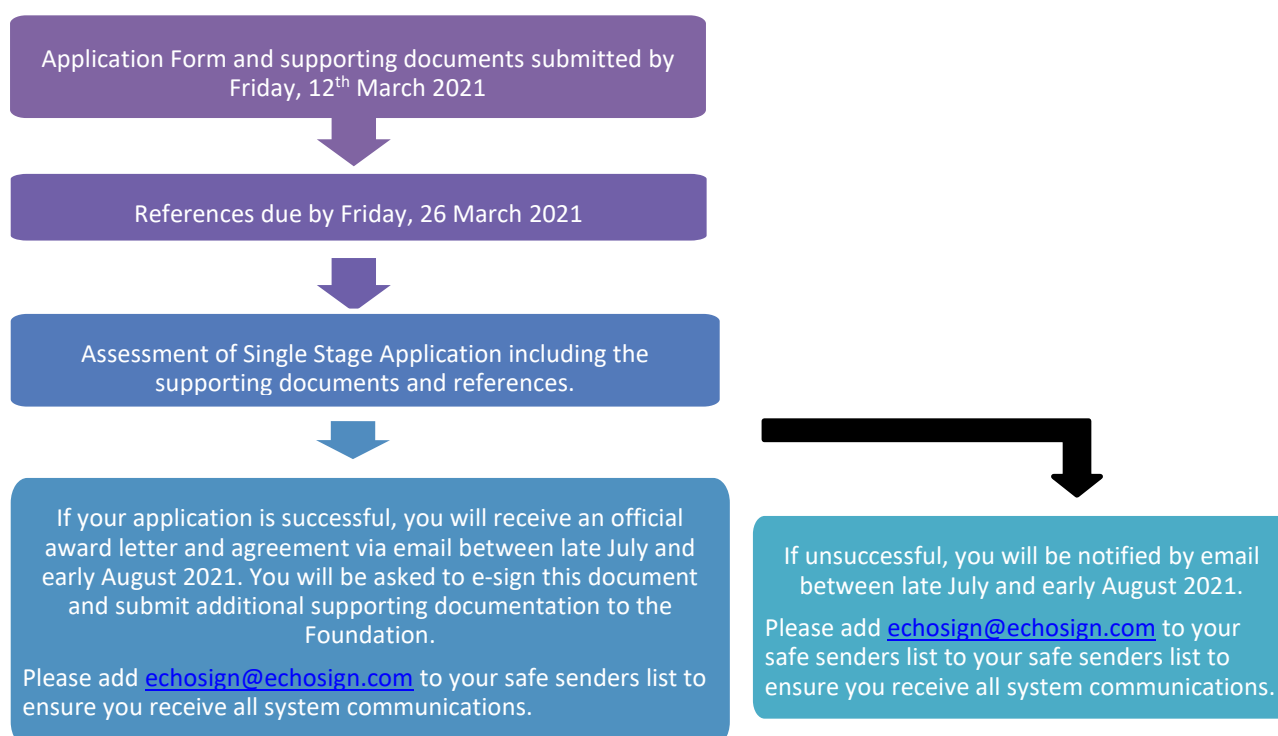 Application Form and supporting documents submitted by
Friday, 12th March 2021
References due by Friday, 26 March 2021
Assessment of Single Stage Application including the
supporting documents and references.
If your application is successful, you will receive an official
award letter and agreement via email between late July and
early August 2021. You will be asked to e-sign this document
and submit additional supporting documentation to the
Foundation.
Please add echosign@echosign.com to your safe senders list to
ensure you receive all system communications.
If unsuccessful, you will be notified by email
between late July and early August 2021.
Please add echosign@echosign.com to your
safe senders list to your safe senders list to
ensure you receive all system communications.